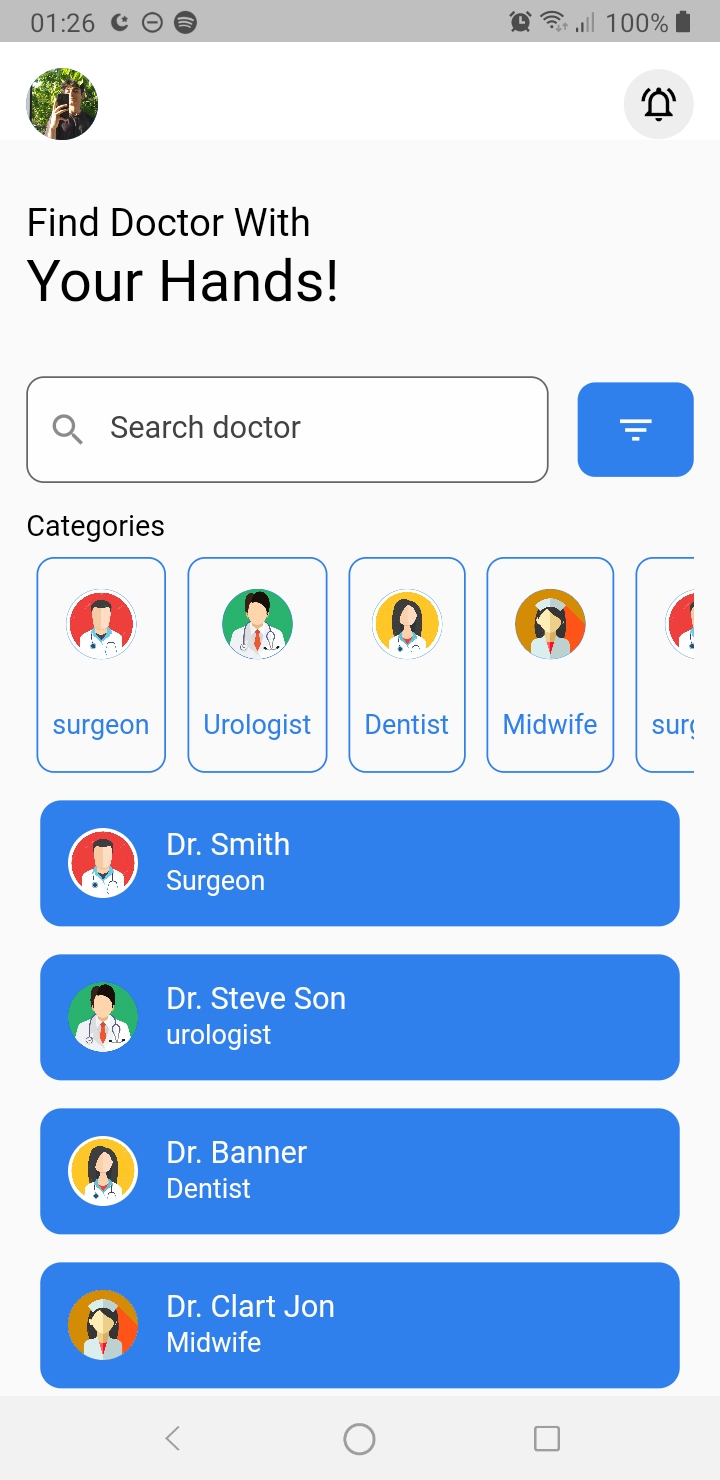 01:26 100%
Find Doctor With
Your Hands!
Search doctor
Categories
surgeon Urologist Dentist Midwife surg
Dr. Smith
Surgeon
Dr. Steve Son
urologist
Dr. Banner
Dentist
Dr. Clart Jon
Midwife